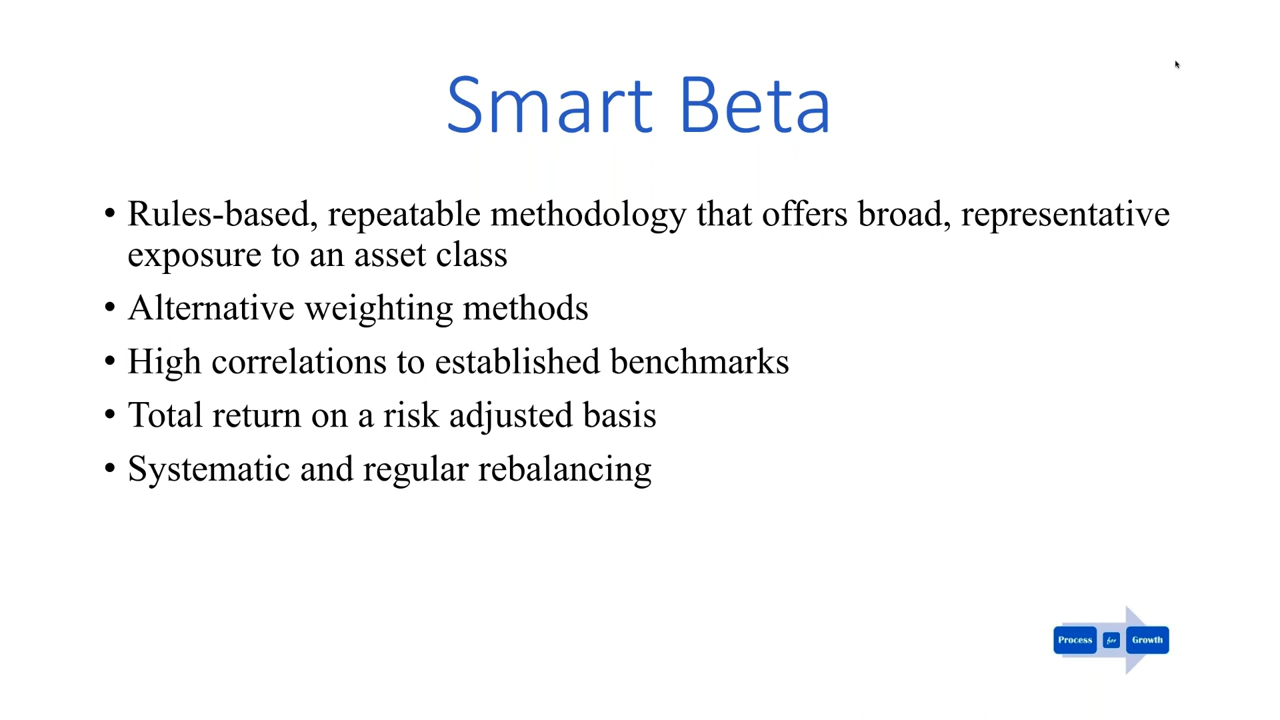 Smart Beta
• Rules-based, repeatable methodology that offers broad, representative
exposure to an asset class
• Alternative weighting methods
• High correlations to established benchmarks
• Total return on a risk adjusted basis
• Systematic and regular rebalancing
Process for Growth